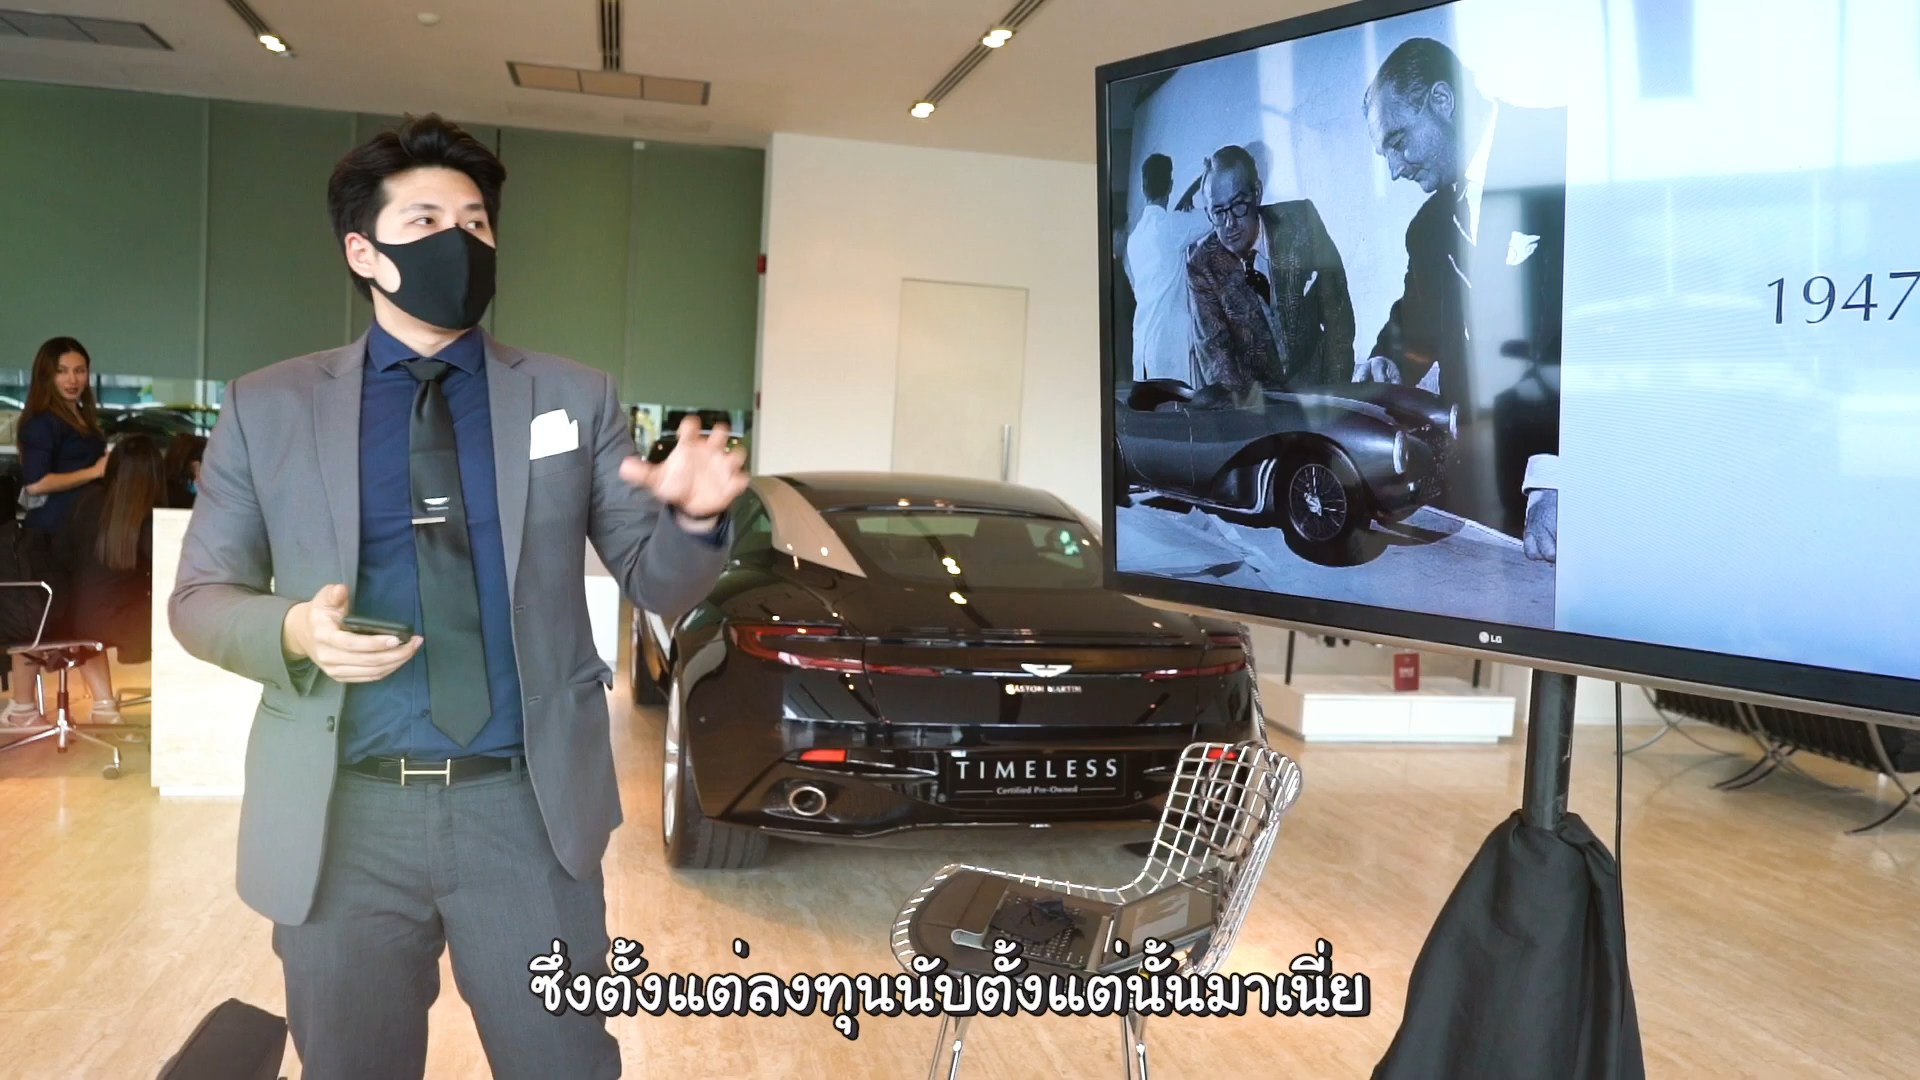 1947
LG
ASTON MARTIN
TIMELESS
Certified Pre-Owned
ซึ่งตั้งแต่ลงทุนนับตั้งแต่นั้นมาเนี่ย